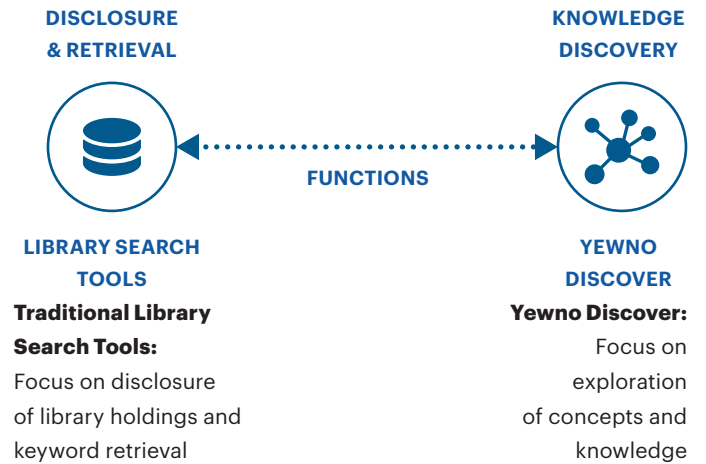 DISCLOSURE
& RETRIEVAL
KNOWLEDGE
DISCOVERY
FUNCTIONS
LIBRARY SEARCH
TOOLS
Traditional Library
Search Tools:
Focus on disclosure
of library holdings and
keyword retrieval
YEWNO
DISCOVER
Yewno Discover:
Focus on
exploration
of concepts and
knowledge